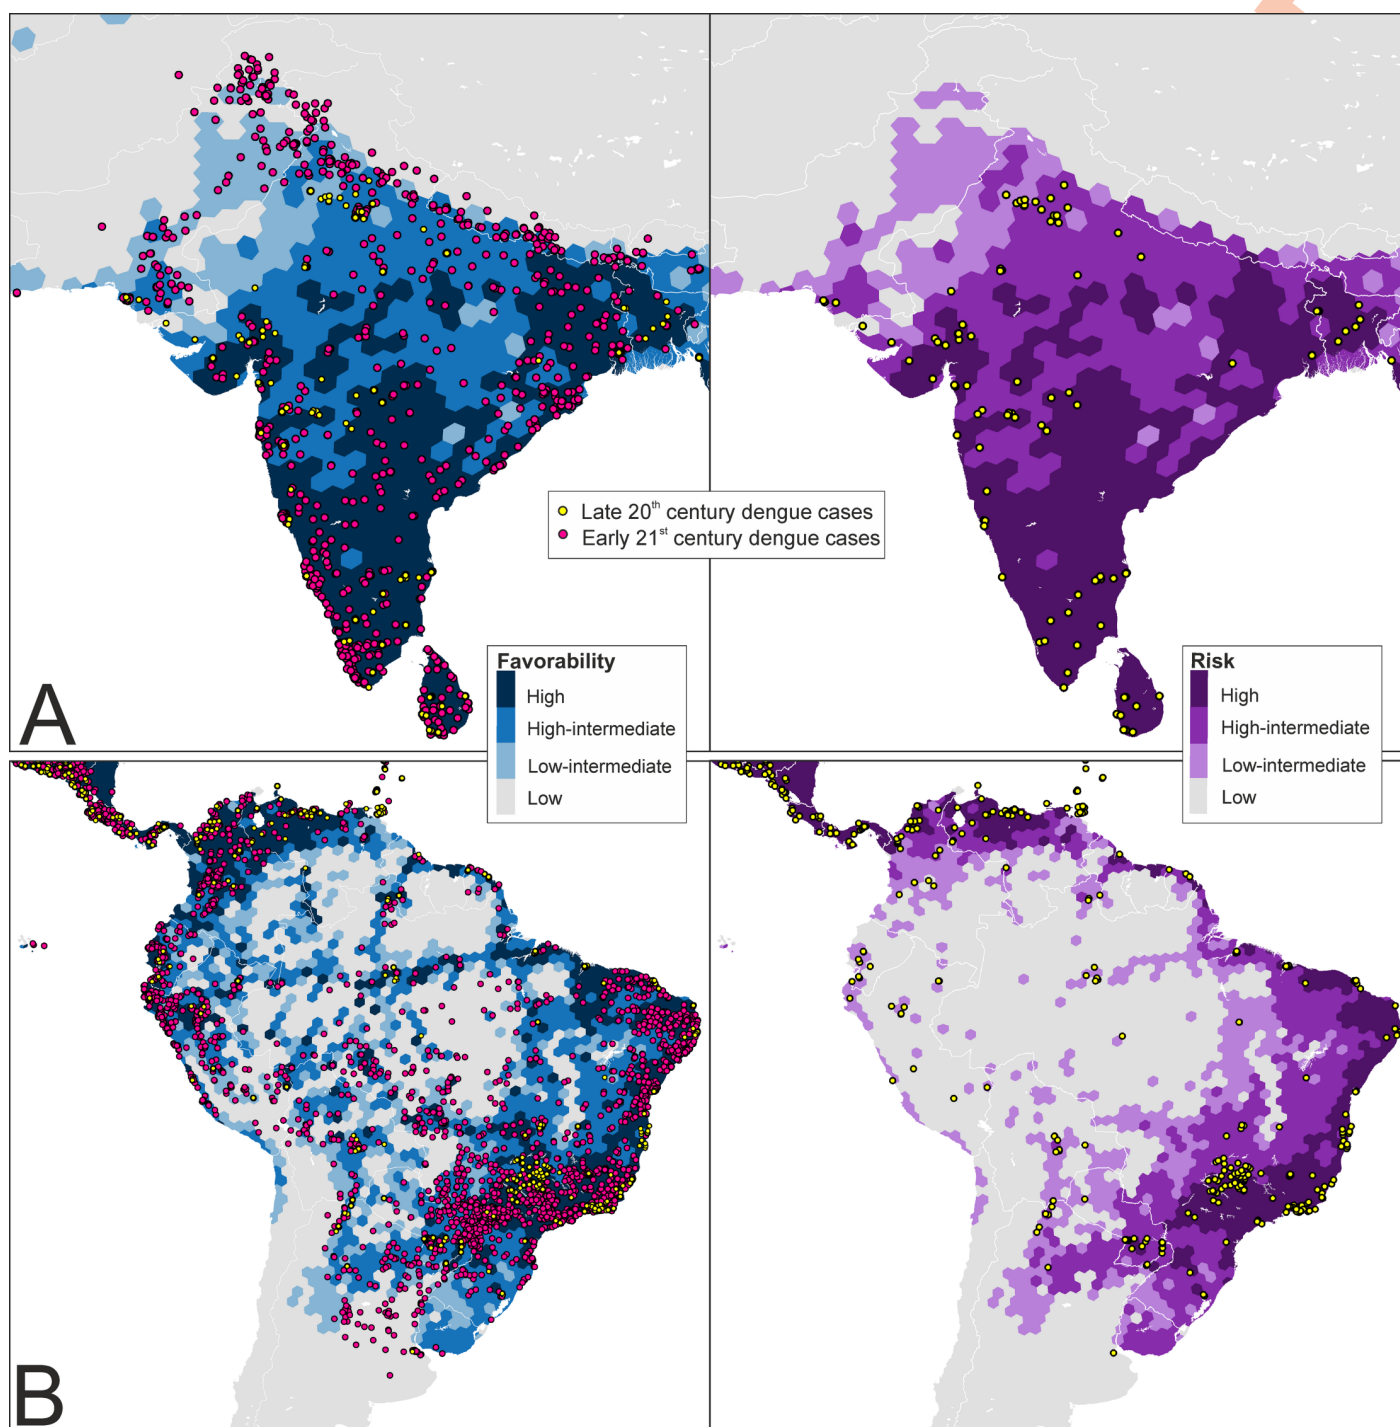 Late 20th century dengue cases
Early 21st century dengue cases
Favorability
High
High-intermediate
Low-intermediate
Low
Risk
High
High-intermediate
Low-intermediate
Low
A
B